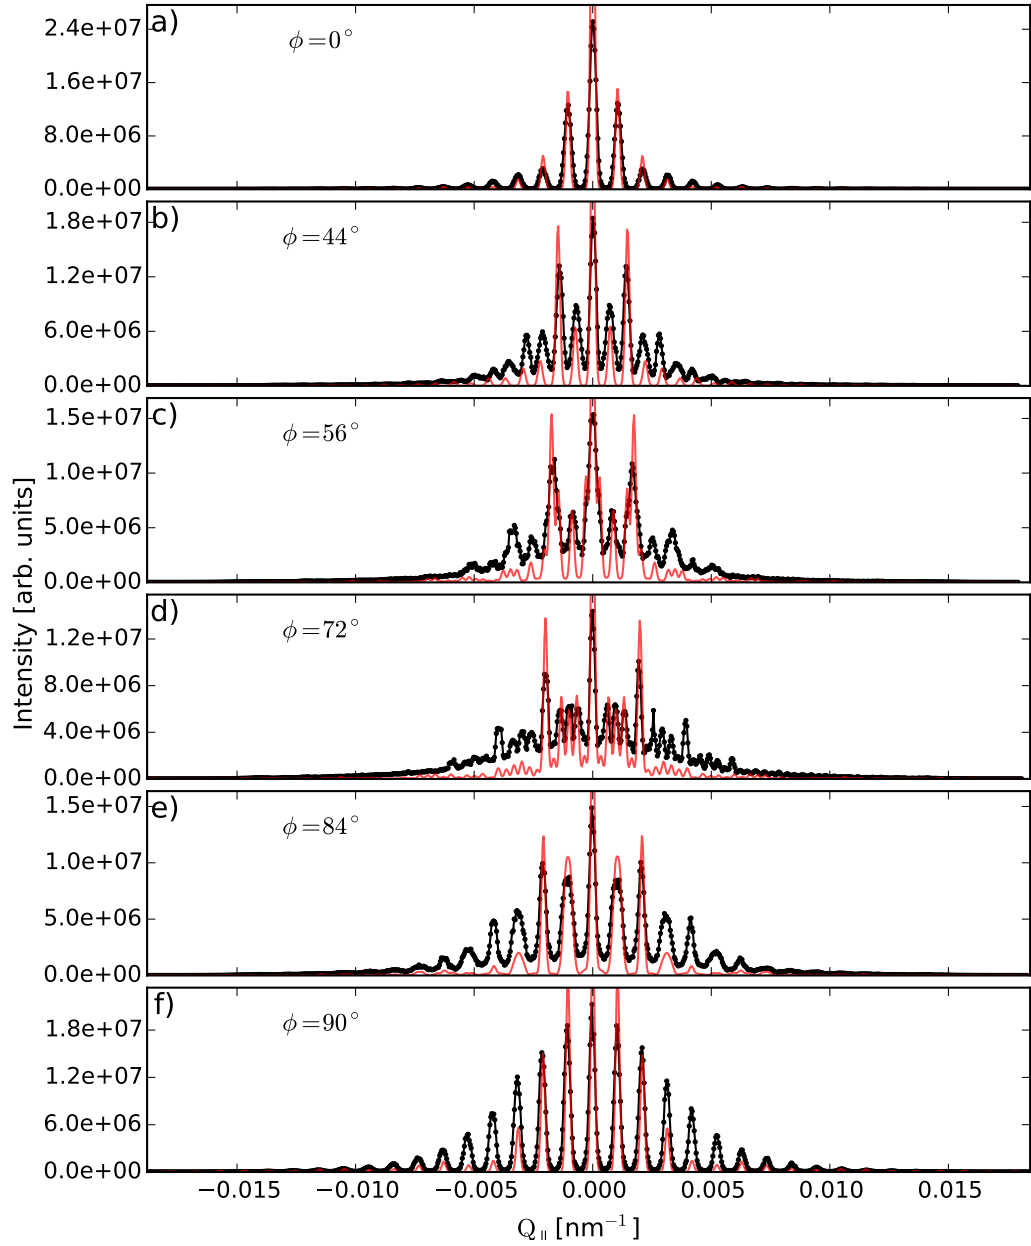 a)
ϕ=0°
2.4e+07
1.6e+07
8.0e+06
0.0e+00
b)
ϕ=44°
1.8e+07
1.2e+07
6.0e+06
0.0e+00
c)
ϕ=56°
1.5e+07
1.0e+07
5.0e+06
0.0e+00
Intensity [arb. units]
d)
ϕ=72°
1.2e+07
8.0e+06
4.0e+06
0.0e+00
e)
ϕ=84°
1.5e+07
1.0e+07
5.0e+06
0.0e+00
f)
ϕ=90°
1.8e+07
1.2e+07
6.0e+06
0.0e+00
−0.015 −0.010 −0.005 0.000 0.005 0.010 0.015
Q∥ [nm⁻¹]